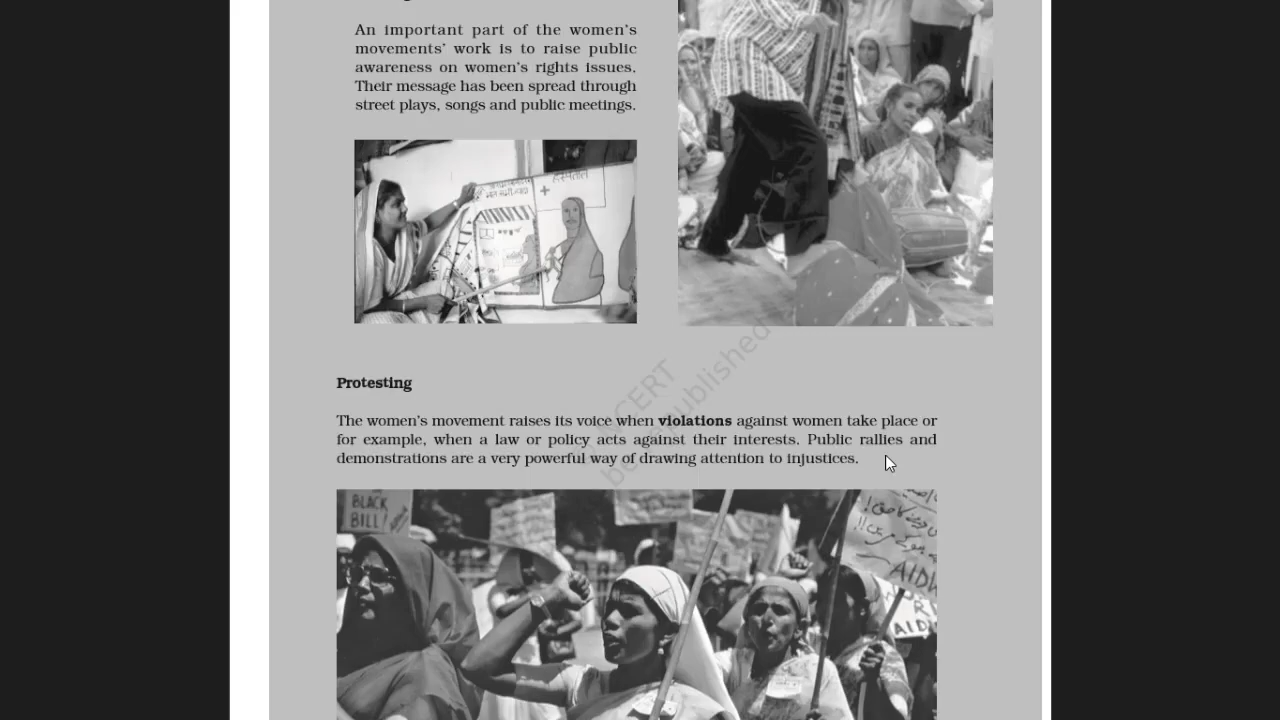 An important part of the women's
movements' work is to raise public
awareness on women's rights issues.
Their message has been spread through
street plays, songs and public meetings.
हस्पताल
Protesting
The women's movement raises its voice when violations against women take place or
for example, when a law or policy acts against their interests. Public rallies and
demonstrations are a very powerful way of drawing attention to injustices.
BLACK
BILL!
AIDW
AID